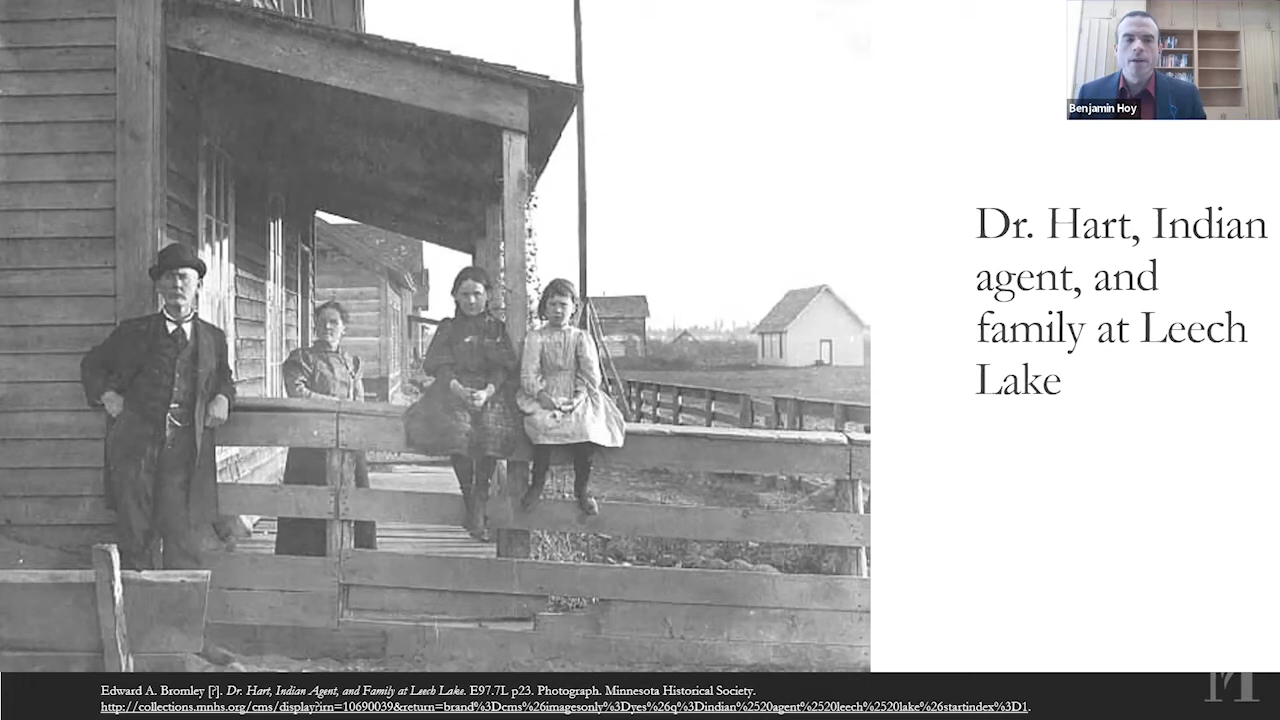 Benjamin Hoy
Dr. Hart, Indian
agent, and
family at Leech
Lake
Edward A. Bromley [?]. Dr. Hart, Indian Agent, and Family at Leech Lake. E97.7L p23. Photograph. Minnesota Historical Society.
http://collections.mnhs.org/cms/display?irn=10690039&return=brand%3Dcms%26imagesonly%3Dyes%26q%3Dindian%2520agent%2520leech%2520lake%26startindex%3D1.
M